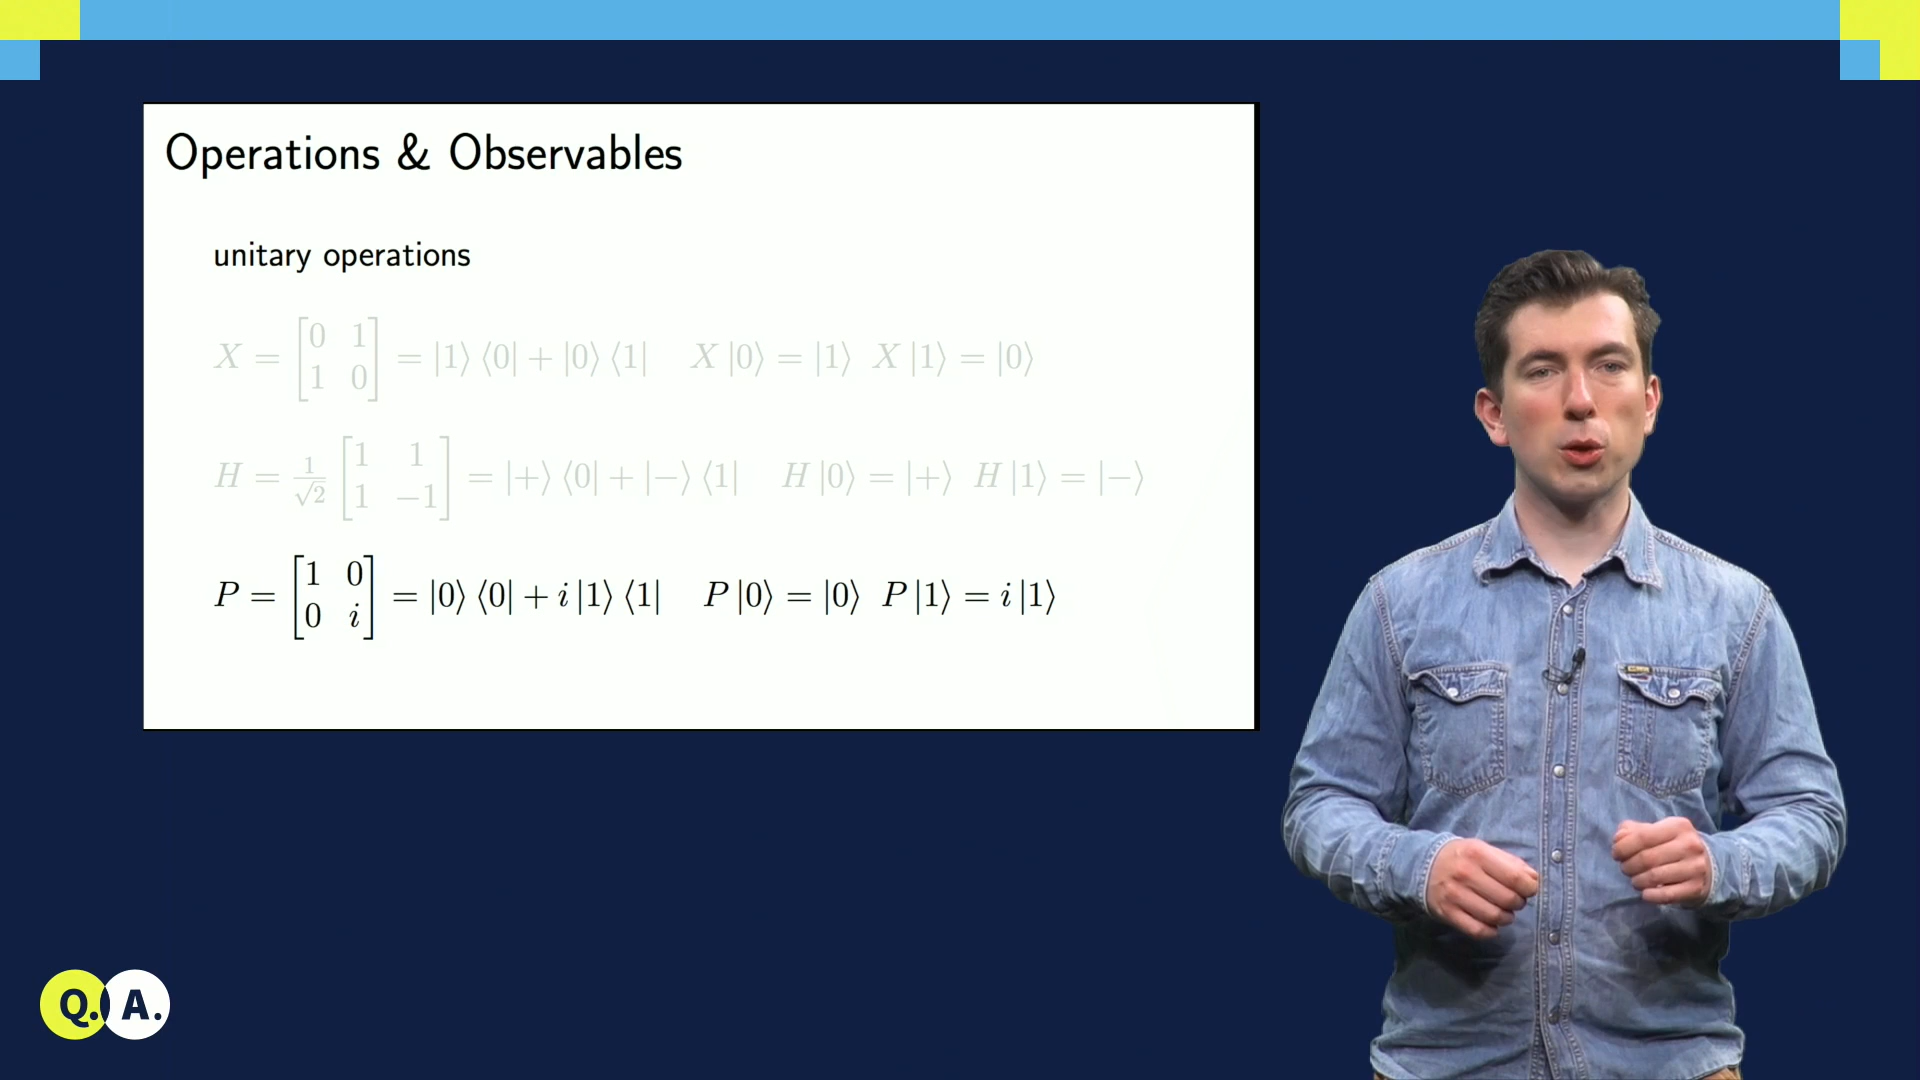 Operations & Observables
unitary operations
X = [0 1; 1 0] = |1⟩⟨0| + |0⟩⟨1|   X|0⟩ = |1⟩ X|1⟩ = |0⟩
H = 1/√2 [1 1; 1 −1] = |+⟩⟨0| + |−⟩⟨1|   H|0⟩ = |+⟩ H|1⟩ = |−⟩
P = [1 0; 0 i] = |0⟩⟨0| + i|1⟩⟨1|   P|0⟩ = |0⟩ P|1⟩ = i|1⟩
Q. A.